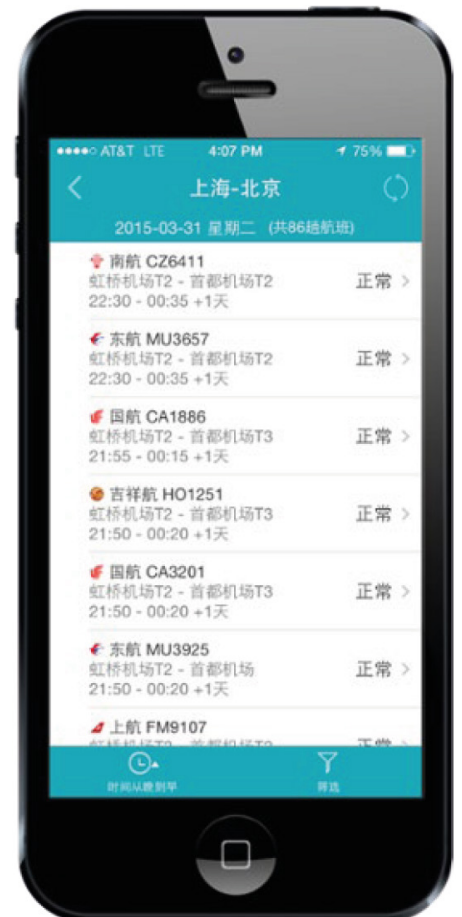 AT&T LTE 4:07 PM 75%
上海-北京
2015-03-31 星期二 (共86趟航班)
南航 CZ6411
虹桥机场T2 - 首都机场T2 正常
22:30 - 00:35 +1天
东航 MU3657
虹桥机场T2 - 首都机场T2 正常
22:30 - 00:35 +1天
国航 CA1886
虹桥机场T2 - 首都机场T3 正常
21:55 - 00:15 +1天
吉祥航 HO1251
虹桥机场T2 - 首都机场T3 正常
21:50 - 00:20 +1天
国航 CA3201
虹桥机场T2 - 首都机场T3 正常
21:50 - 00:20 +1天
东航 MU3925
虹桥机场T2 - 首都机场 正常
21:50 - 00:20 +1天
上航 FM9107
时间从晚到早 筛选